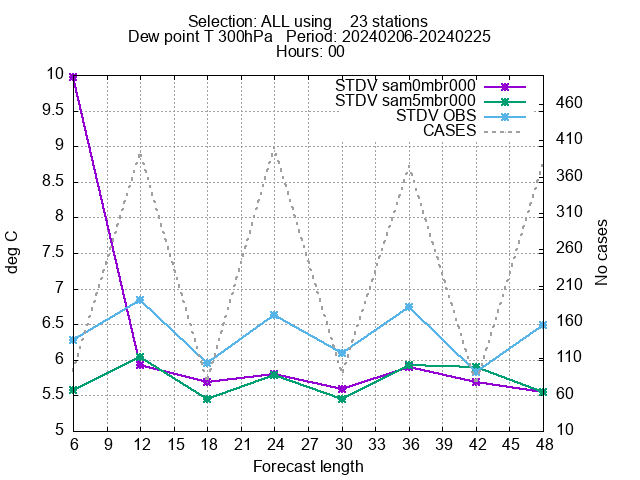 Selection: ALL using 23 stations
Dew point T 300hPa Period: 20240206-20240225
Hours: 00
STDV sam0mbr000
STDV sam5mbr000
STDV OBS
CASES
10
9.5
9
8.5
8
7.5
7
6.5
6
5.5
5
deg C
460
410
360
310
260
210
160
110
60
10
No cases
6 9 12 15 18 21 24 27 30 33 36 39 42 45 48
Forecast length